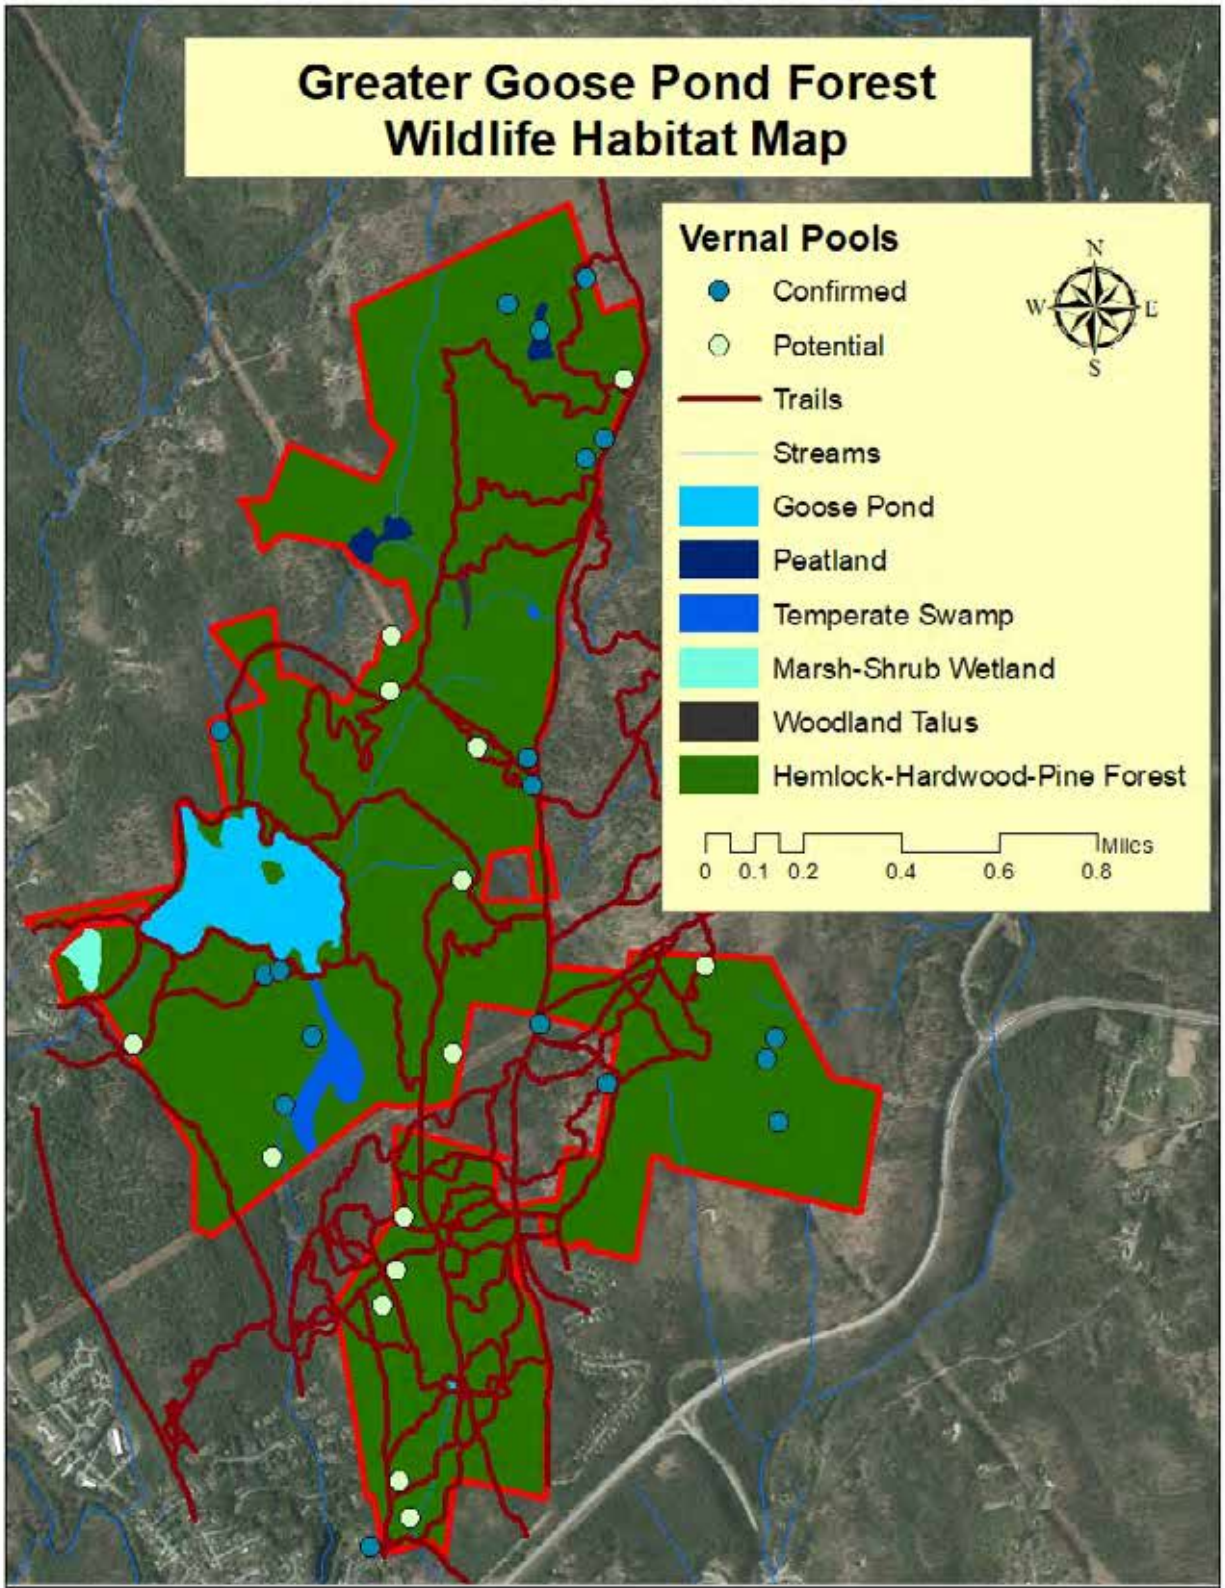 Greater Goose Pond Forest
Wildlife Habitat Map
Vernal Pools
Confirmed
Potential
Trails
Streams
Goose Pond
Peatland
Temperate Swamp
Marsh-Shrub Wetland
Woodland Talus
Hemlock-Hardwood-Pine Forest
N
W E
S
Miles
0 0.1 0.2 0.4 0.6 0.8